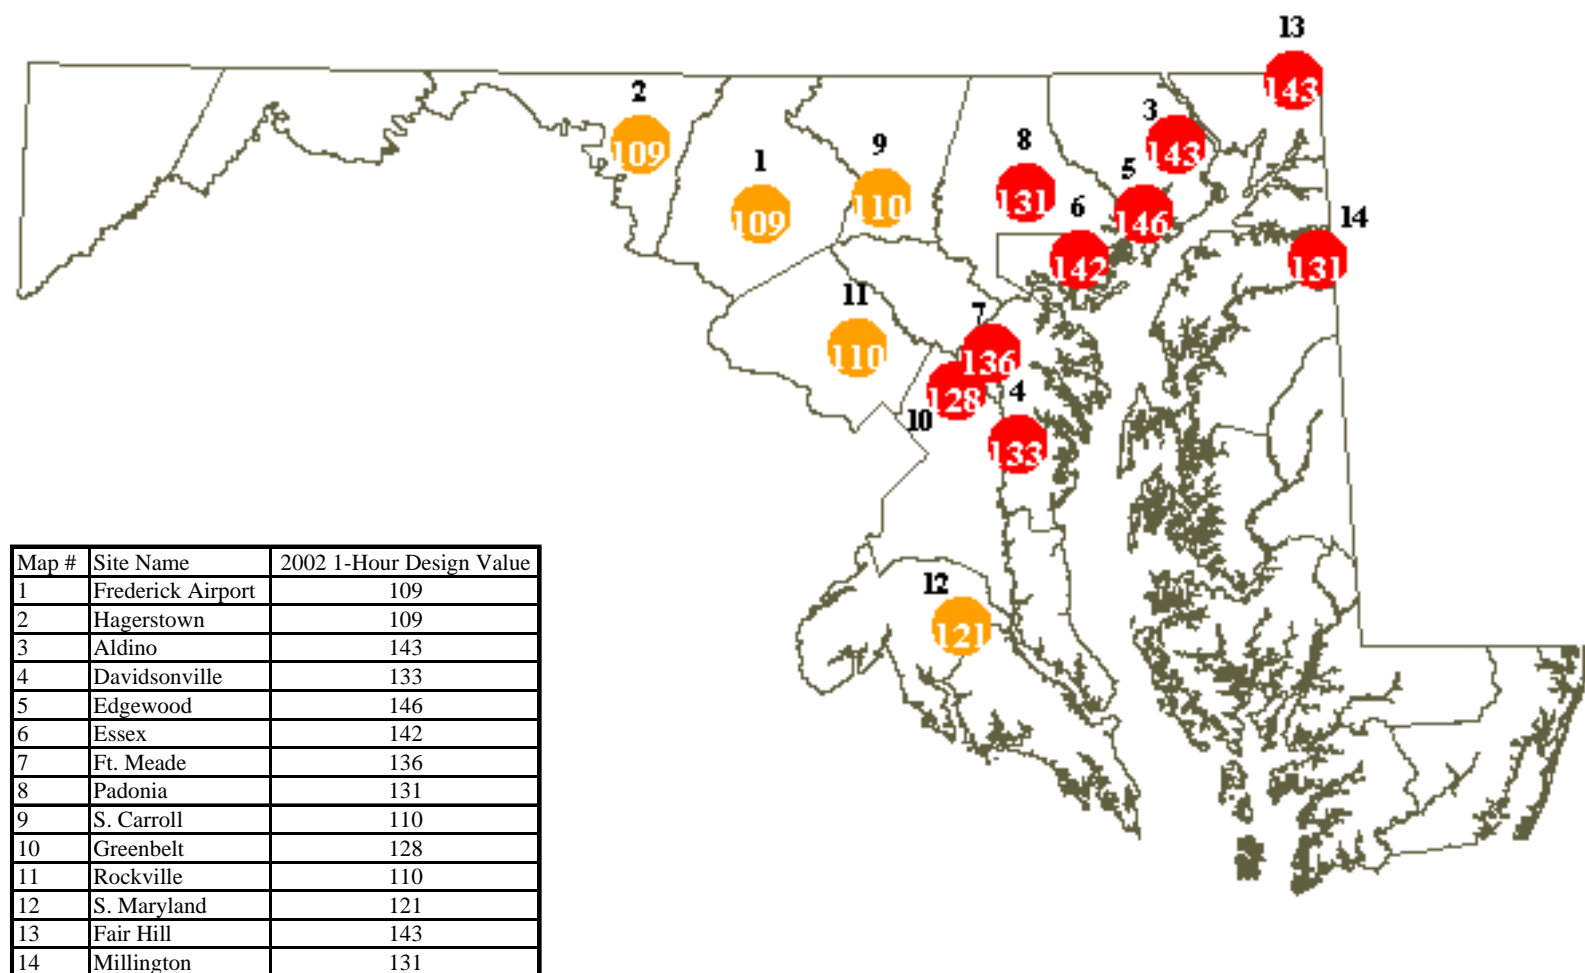 13
143
2
109
3
143
1
109
9
110
8
131
5
146
6
142
14
131
11
110
7
136
10
128
4
133
12
121
Map # Site Name 2002 1-Hour Design Value
1 Frederick Airport 109
2 Hagerstown 109
3 Aldino 143
4 Davidsonville 133
5 Edgewood 146
6 Essex 142
7 Ft. Meade 136
8 Padonia 131
9 S. Carroll 110
10 Greenbelt 128
11 Rockville 110
12 S. Maryland 121
13 Fair Hill 143
14 Millington 131